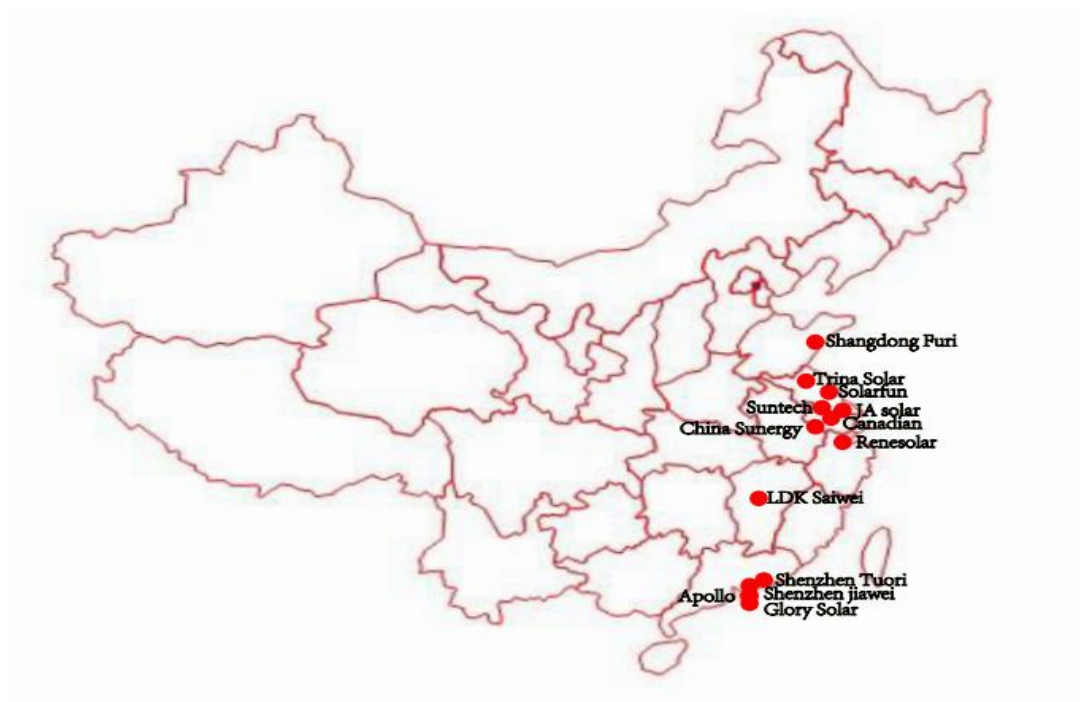 Shangdong Furi
Trina Solar
Solarfun
Suntech
JA solar
Canadian
China Sunergy
Renesolar
LDK Saiwei
Shenzhen Tuori
Apollo
Shenzhen jiawei
Glory Solar